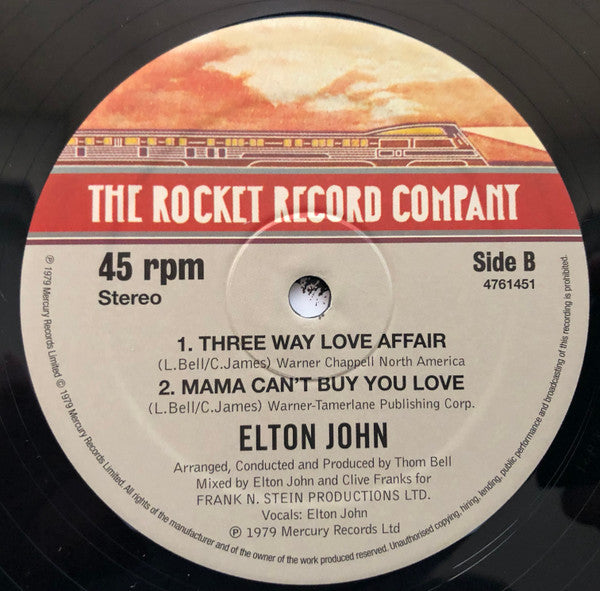 THE ROCKET RECORD COMPANY
45 rpm
Stereo
Side B
4761451
1. THREE WAY LOVE AFFAIR
(L.Bell/C.James) Warner Chappell North America
2. MAMA CAN'T BUY YOU LOVE
(L.Bell/C.James) Warner-Tamerlane Publishing Corp.
ELTON JOHN
Arranged, Conducted and Produced by Thom Bell
Mixed by Elton John and Clive Franks for
FRANK N. STEIN PRODUCTIONS LTD.
Vocals: Elton John
℗ 1979 Mercury Records Ltd
℗ 1979 Mercury Records Limited © 1979 Mercury Records Limited. All rights of the manufacturer and of the owner of the work produced reserved. Unauthorised copying, hiring, lending, public performance and broadcasting of this recording is prohibited.